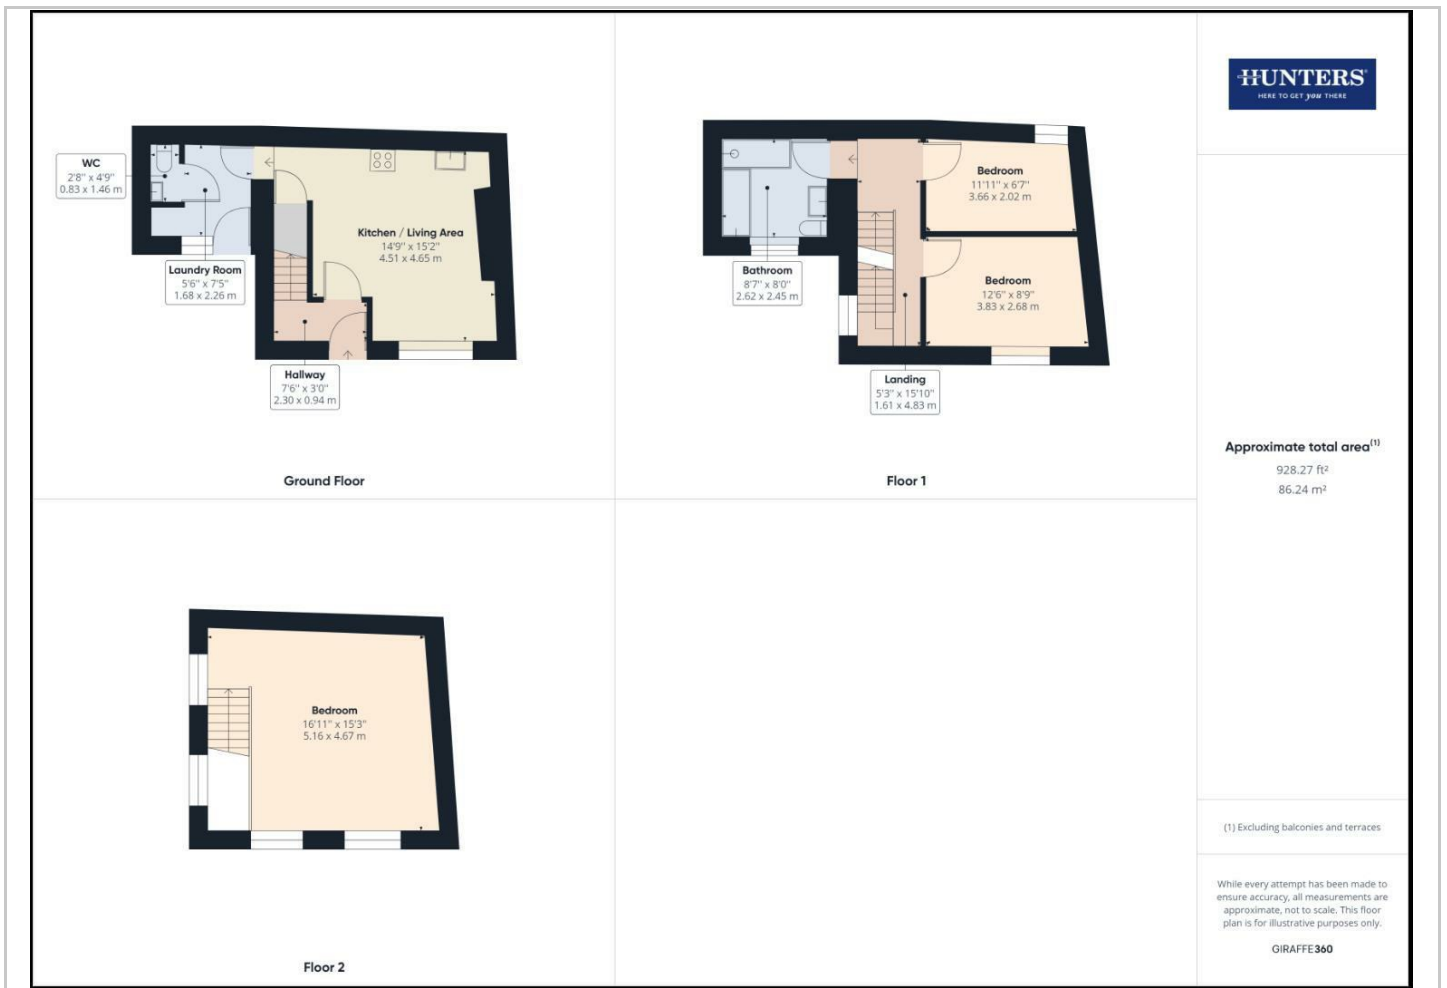 WC
2'8" x 4'9"
0.83 x 1.46 m
Laundry Room
5'6" x 7'5"
1.68 x 2.26 m
Kitchen / Living Area
14'9" x 15'2"
4.51 x 4.65 m
Hallway
7'6" x 3'0"
2.30 x 0.94 m
Ground Floor
Bedroom
11'11" x 6'7"
3.66 x 2.02 m
Bathroom
8'7" x 8'0"
2.62 x 2.45 m
Bedroom
12'6" x 8'9"
3.83 x 2.68 m
Landing
5'3" x 15'10"
1.61 x 4.83 m
Floor 1
Bedroom
16'11" x 15'3"
5.16 x 4.67 m
Floor 2
HUNTERS
HERE TO GET you THERE
Approximate total area(1)
928.27 ft²
86.24 m²
(1) Excluding balconies and terraces
While every attempt has been made to
ensure accuracy, all measurements are
approximate, not to scale. This floor
plan is for illustrative purposes only.
GIRAFFE360